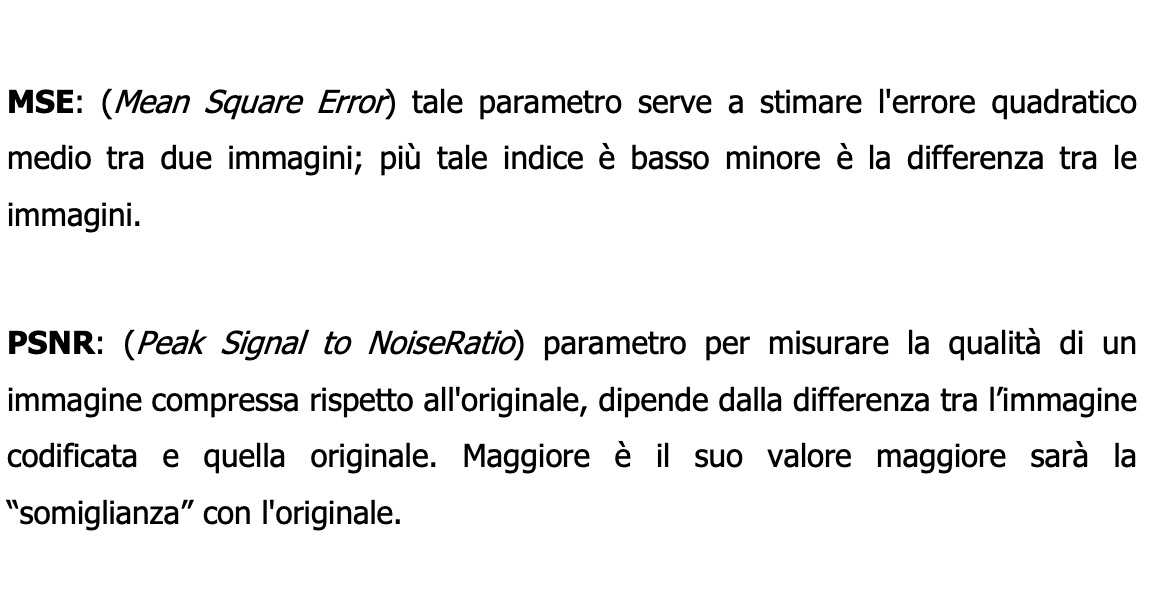 MSE: (Mean Square Error) tale parametro serve a stimare l'errore quadratico
medio tra due immagini; più tale indice è basso minore è la differenza tra le
immagini.
PSNR: (Peak Signal to NoiseRatio) parametro per misurare la qualità di un
immagine compressa rispetto all'originale, dipende dalla differenza tra l’immagine
codificata e quella originale. Maggiore è il suo valore maggiore sarà la
“somiglianza” con l'originale.